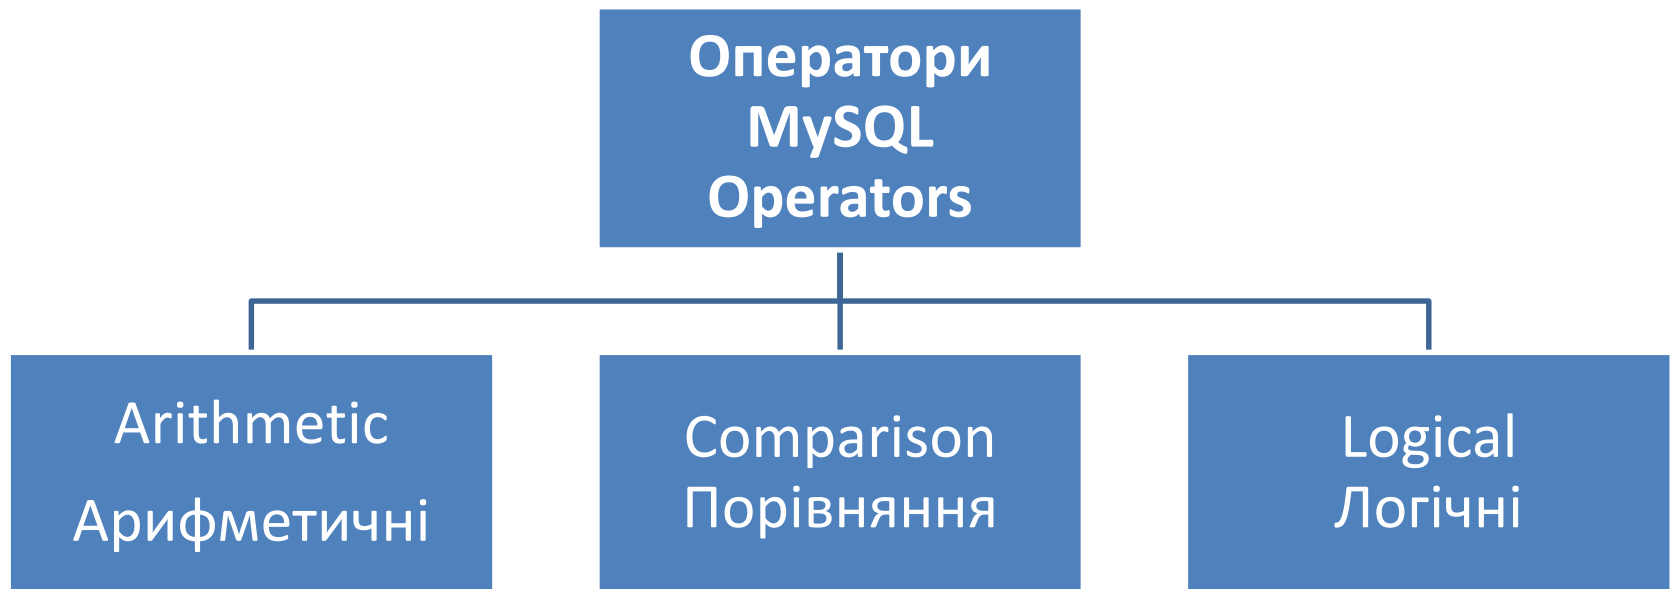 Оператори
MySQL
Operators
Arithmetic
Арифметичні
Comparison
Порівняння
Logical
Логічні